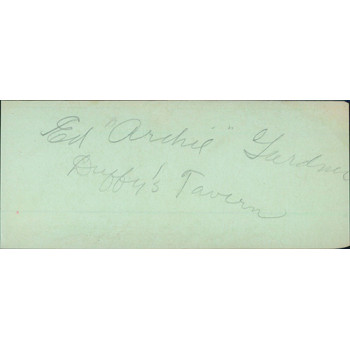 Ed "Archie" Gardner
Duffy's Tavern